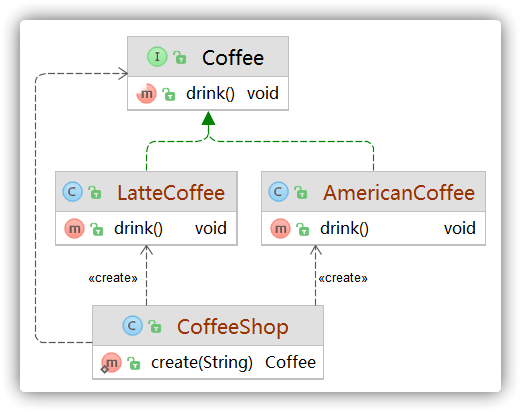 I Coffee
m drink() void
C LatteCoffee
m drink() void
C AmericanCoffee
m drink() void
«create»
«create»
C CoffeeShop
m create(String) Coffee